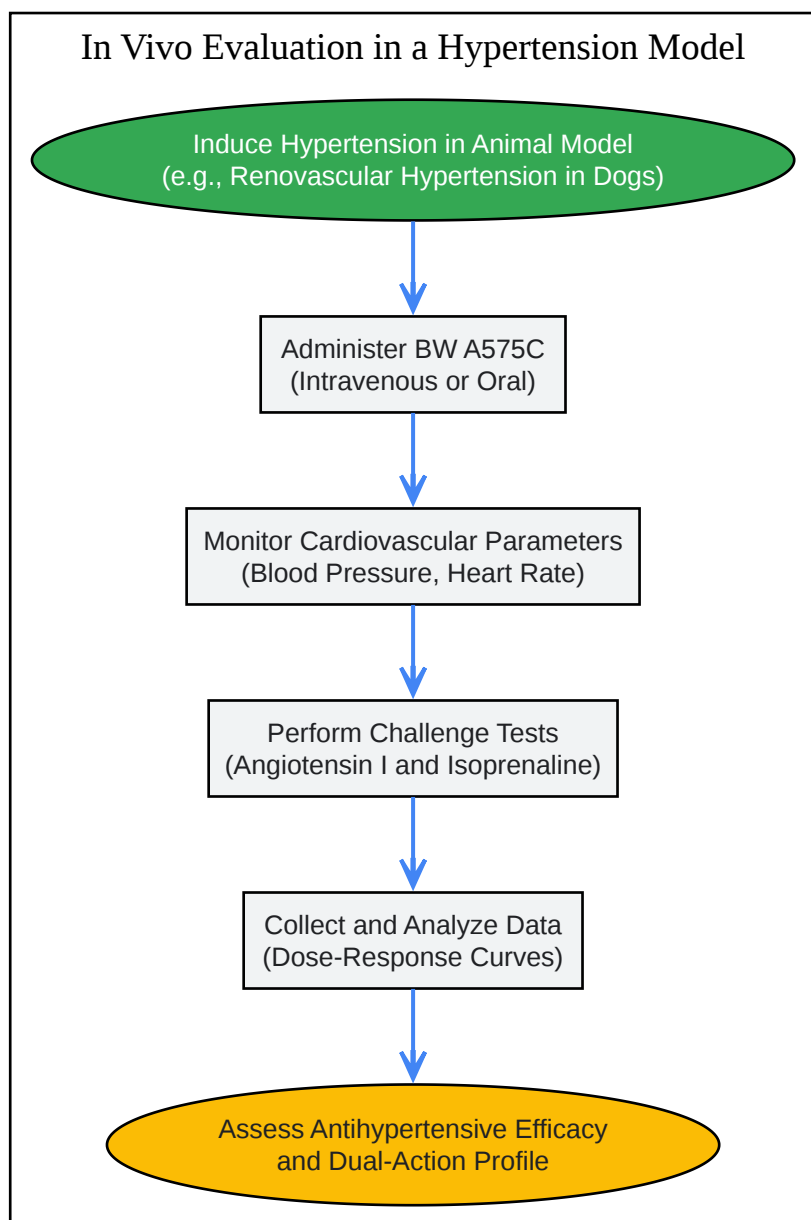 In Vivo Evaluation in a Hypertension Model
Induce Hypertension in Animal Model
(e.g., Renovascular Hypertension in Dogs)
Administer BW A575C
(Intravenous or Oral)
Monitor Cardiovascular Parameters
(Blood Pressure, Heart Rate)
Perform Challenge Tests
(Angiotensin I and Isoprenaline)
Collect and Analyze Data
(Dose-Response Curves)
Assess Antihypertensive Efficacy
and Dual-Action Profile